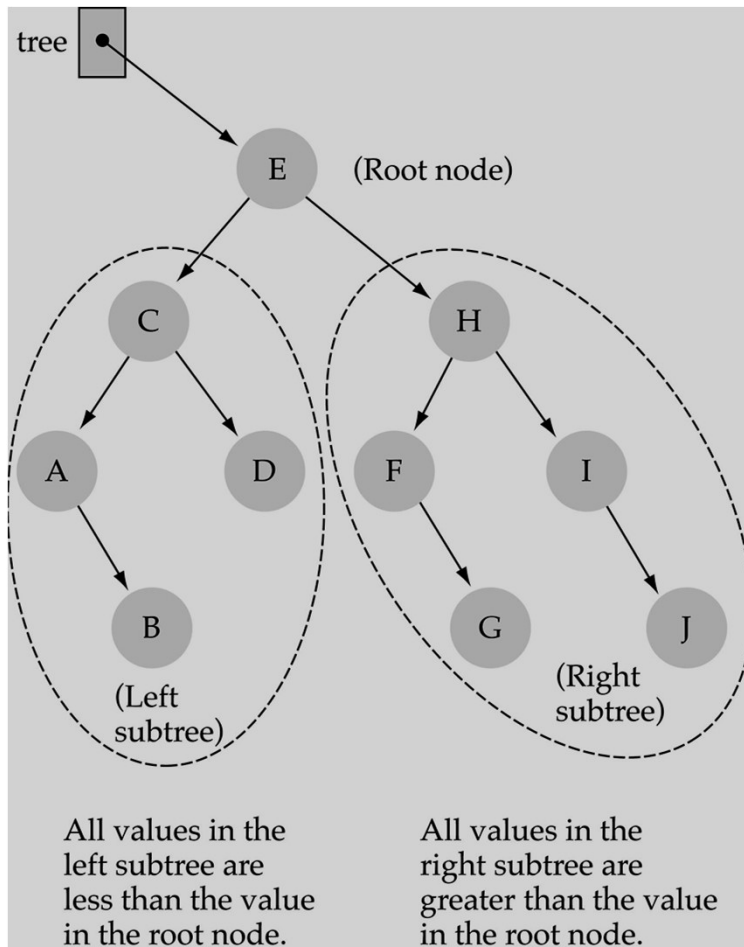 tree
E (Root node)
C H
A D F I
B G J
(Left
subtree)
(Right
subtree)
All values in the
left subtree are
less than the value
in the root node.
All values in the
right subtree are
greater than the value
in the root node.